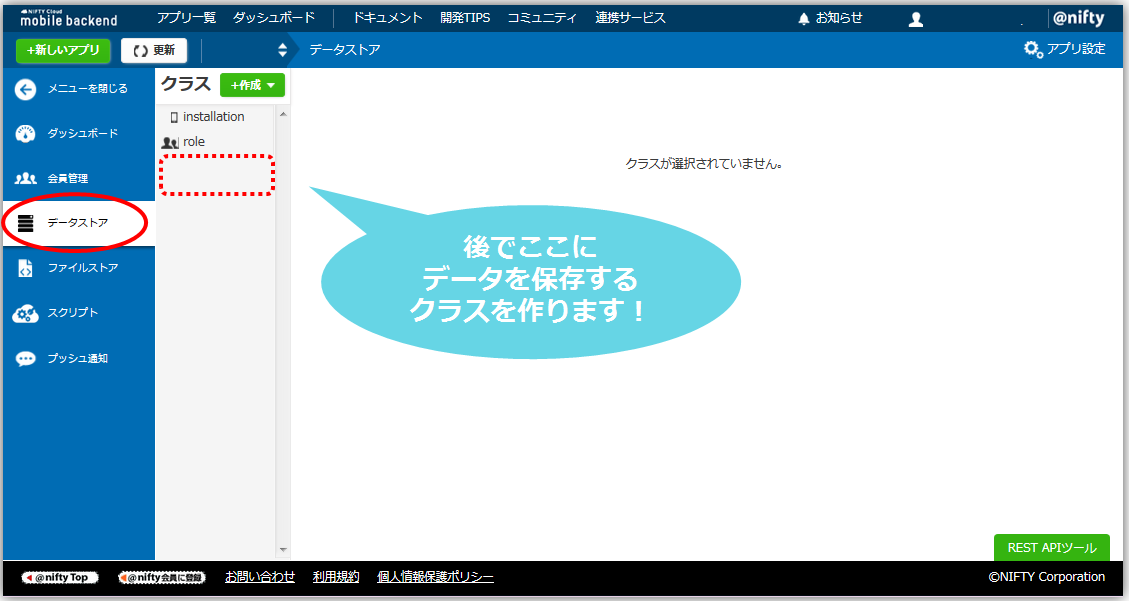 NIFTY Cloud
mobile backend
アプリ一覧 ダッシュボード ドキュメント 開発TIPS コミュニティ 連携サービス お知らせ @nifty
+新しいアプリ 更新 データストア アプリ設定
メニューを閉じる
ダッシュボード
会員管理
データストア
ファイルストア
スクリプト
プッシュ通知
クラス +作成
installation
role
クラスが選択されていません。
後でここに
データを保存する
クラスを作ります！
REST APIツール
@nifty Top @nifty会員に登録 お問い合わせ 利用規約 個人情報保護ポリシー ©NIFTY Corporation